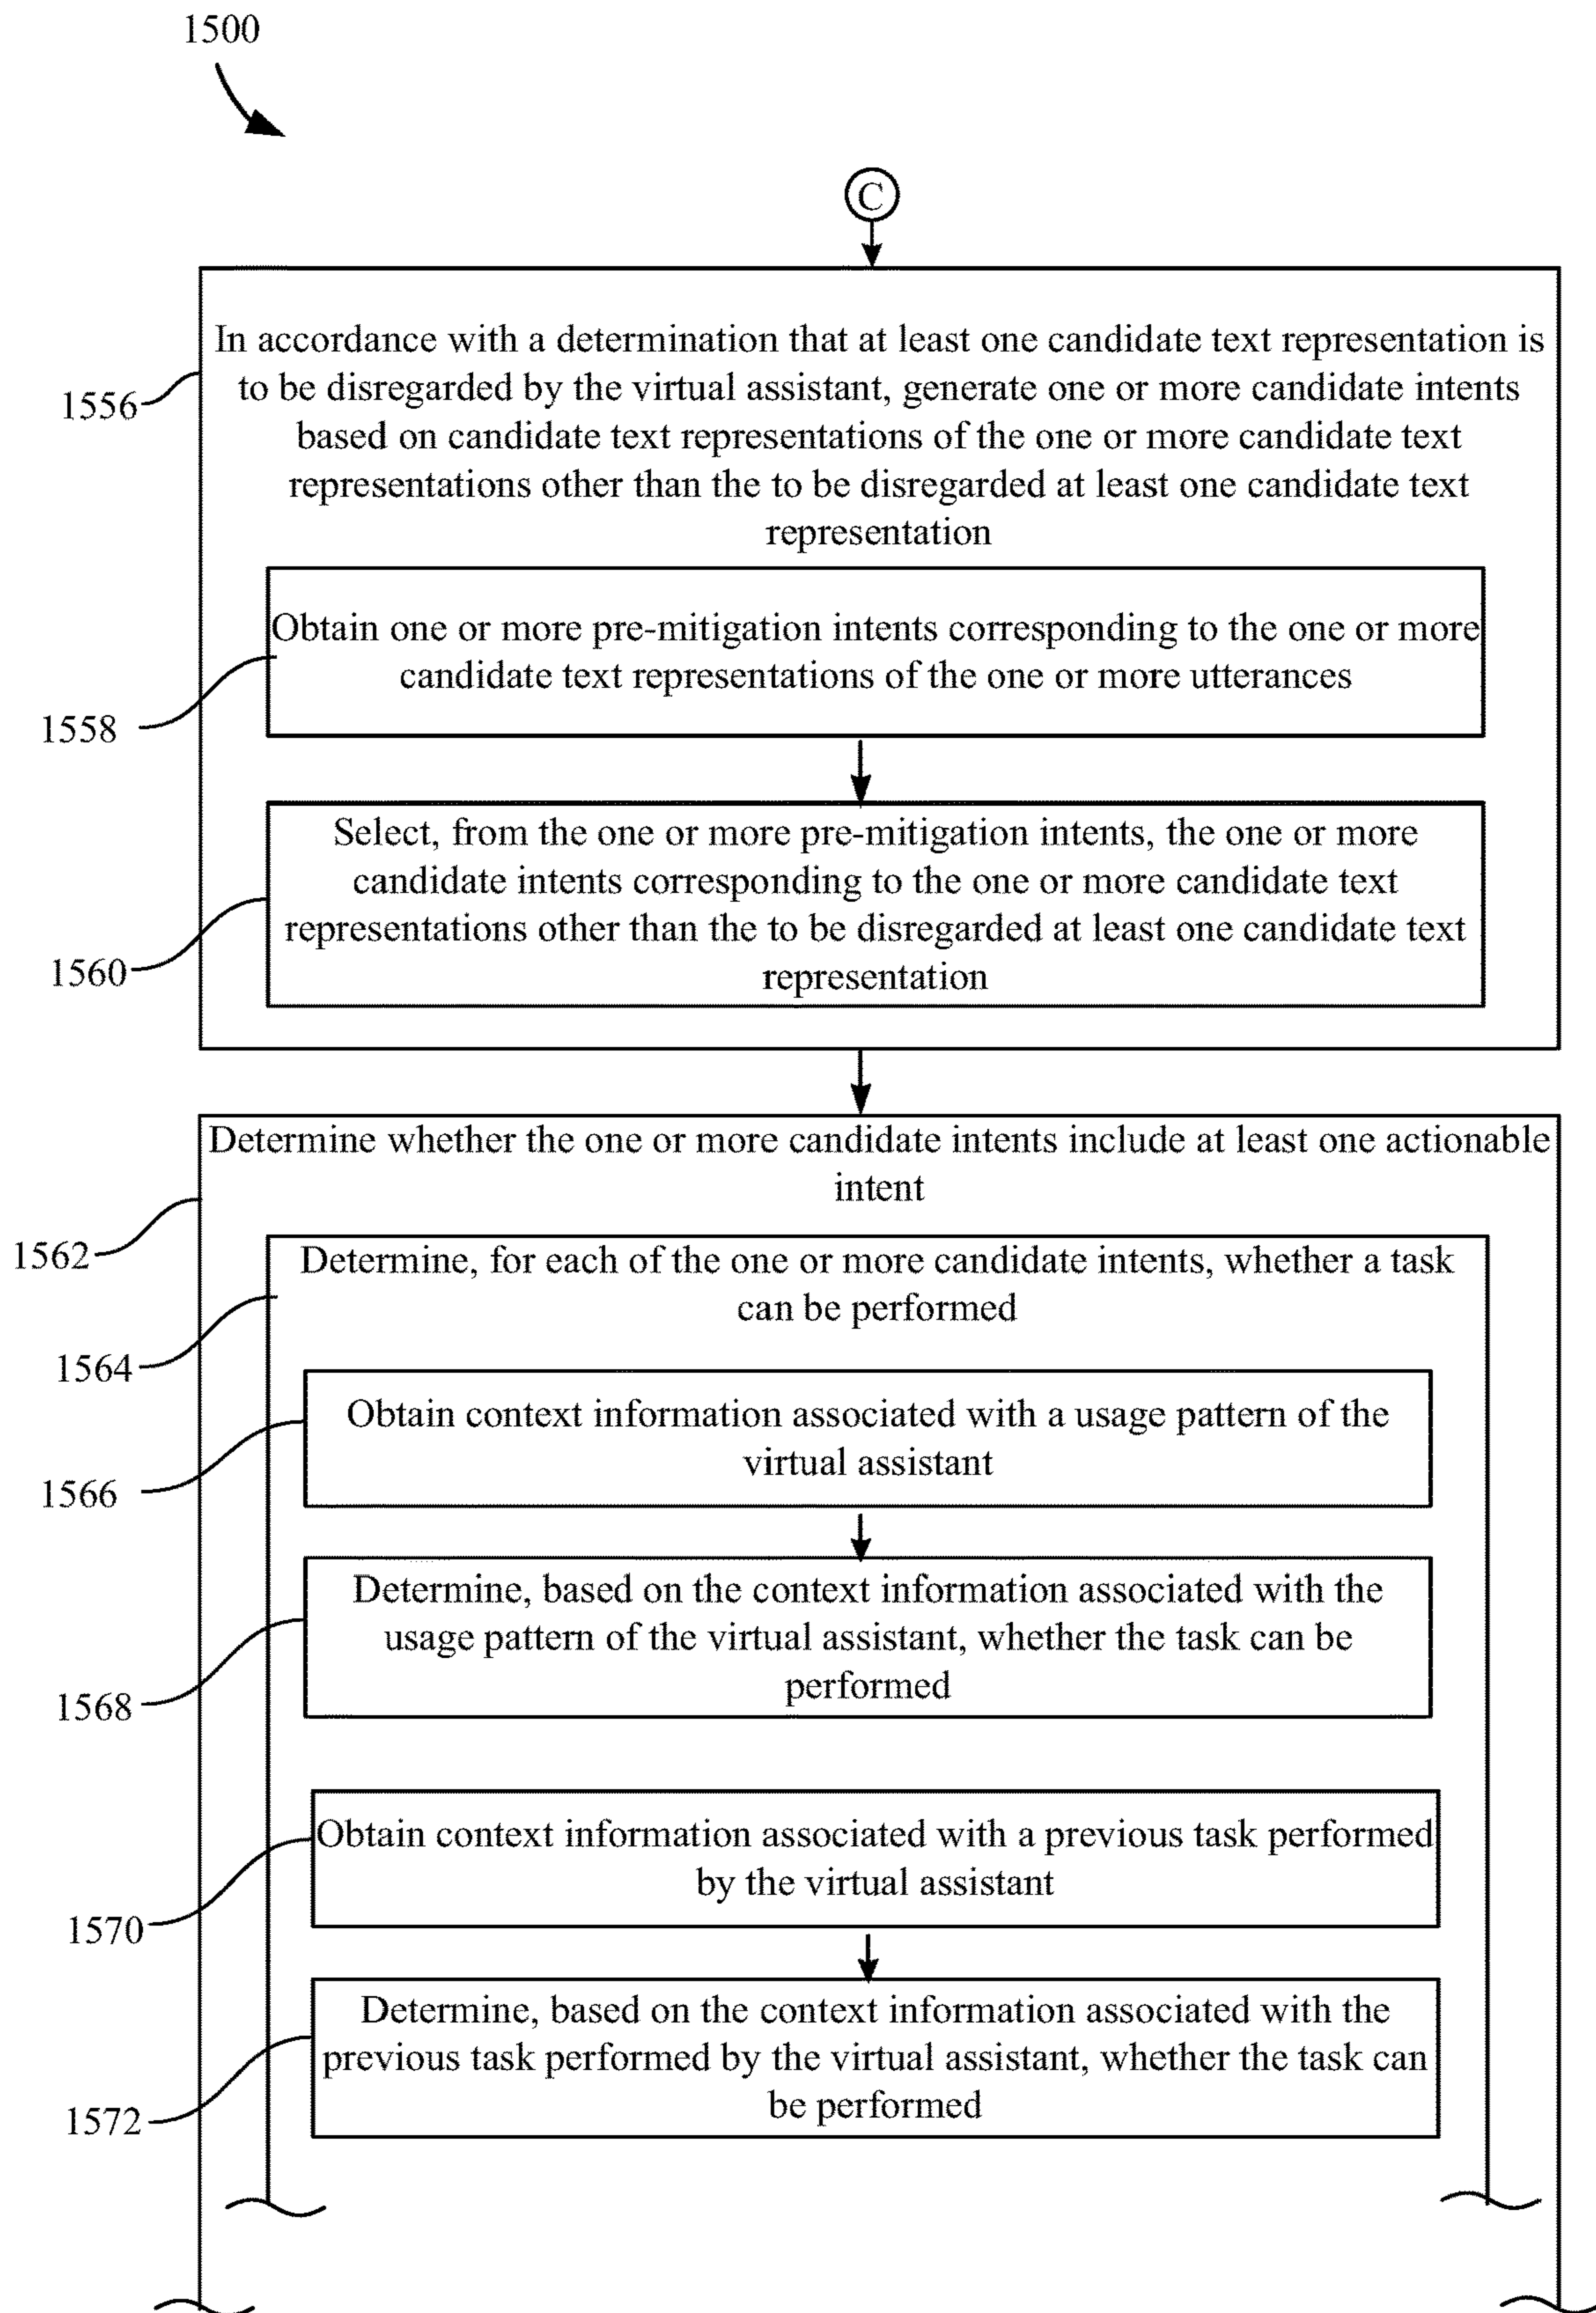 1500
C
In accordance with a determination that at least one candidate text representation is
to be disregarded by the virtual assistant, generate one or more candidate intents
based on candidate text representations of the one or more candidate text
representations other than the to be disregarded at least one candidate text
representation
1556
Obtain one or more pre-mitigation intents corresponding to the one or more
candidate text representations of the one or more utterances
1558
Select, from the one or more pre-mitigation intents, the one or more
candidate intents corresponding to the one or more candidate text
representations other than the to be disregarded at least one candidate text
representation
1560
Determine whether the one or more candidate intents include at least one actionable
intent
1562
Determine, for each of the one or more candidate intents, whether a task
can be performed
1564
Obtain context information associated with a usage pattern of the
virtual assistant
1566
Determine, based on the context information associated with the
usage pattern of the virtual assistant, whether the task can be
performed
1568
Obtain context information associated with a previous task performed
by the virtual assistant
1570
Determine, based on the context information associated with the
previous task performed by the virtual assistant, whether the task can
be performed
1572